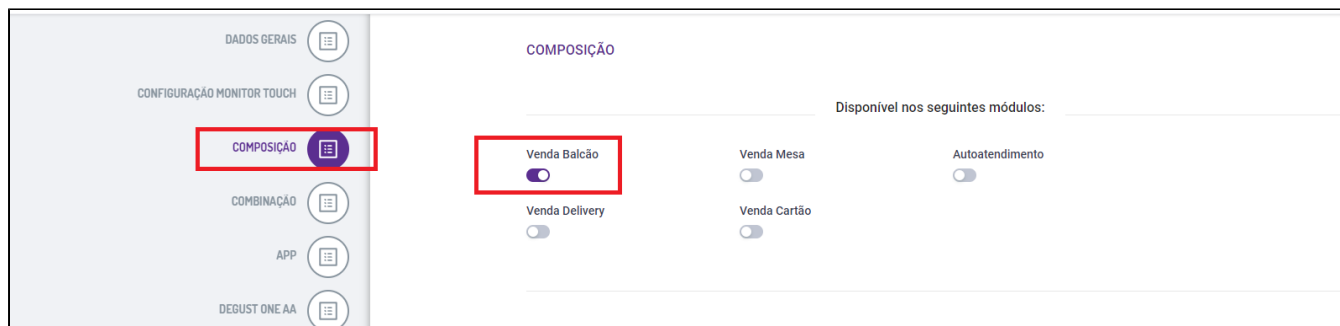 DADOS GERAIS
CONFIGURAÇÃO MONITOR TOUCH
COMPOSIÇÃO
COMBINAÇÃO
APP
DEGUST ONE AA
COMPOSIÇÃO
Disponível nos seguintes módulos:
Venda Balcão
Venda Mesa
Autoatendimento
Venda Delivery
Venda Cartão